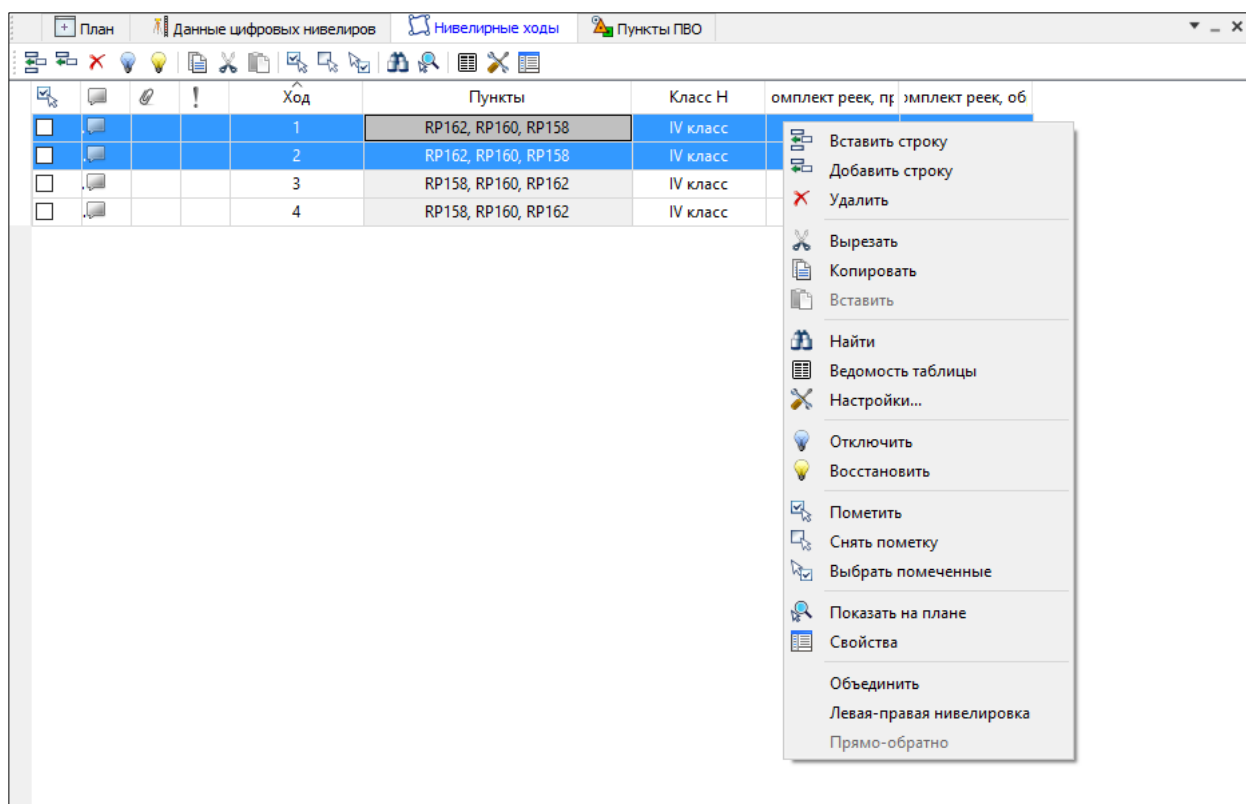 План Данные цифровых нивелиров Нивелирные ходы Пункты ПВО
Ход Пункты Класс H омплект реек, пр омплект реек, об
1 RP162, RP160, RP158 IV класс
2 RP162, RP160, RP158 IV класс
3 RP158, RP160, RP162 IV класс
4 RP158, RP160, RP162 IV класс
Вставить строку
Добавить строку
Удалить
Вырезать
Копировать
Вставить
Найти
Ведомость таблицы
Настройки...
Отключить
Восстановить
Пометить
Снять пометку
Выбрать помеченные
Показать на плане
Свойства
Объединить
Левая-правая нивелировка
Прямо-обратно